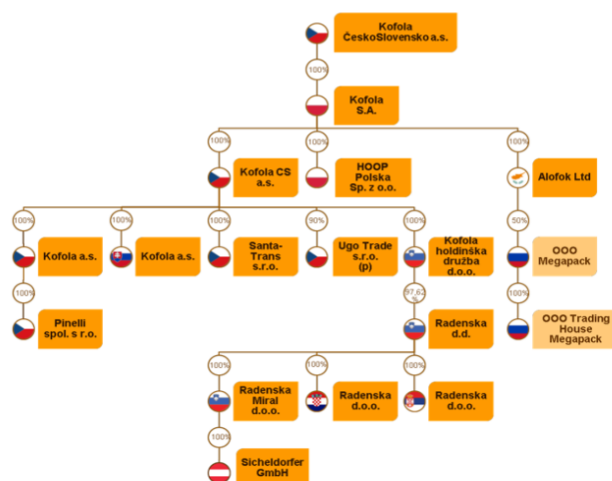 Kofola
ČeskoSlovensko a.s.
100%
Kofola
S.A.
100%
100%
100%
Kofola CS
a.s.
HOOP
Polska
Sp. z o.o.
Alofok Ltd
100%
100%
100%
90%
100%
50%
Kofola a.s.
Kofola a.s.
Santa-
Trans
s.r.o.
Ugo Trade
s.r.o.
(p)
Kofola
holdinška
družba
d.o.o.
OOO
Megapack
100%
97,62
%
100%
Pinelli
spol. s r.o.
Radenska
d.d.
OOO Trading
House
Megapack
100%
100%
100%
Radenska
Miral
d.o.o.
Radenska
d.o.o.
Radenska
d.o.o.
100%
Sicheldorfer
GmbH